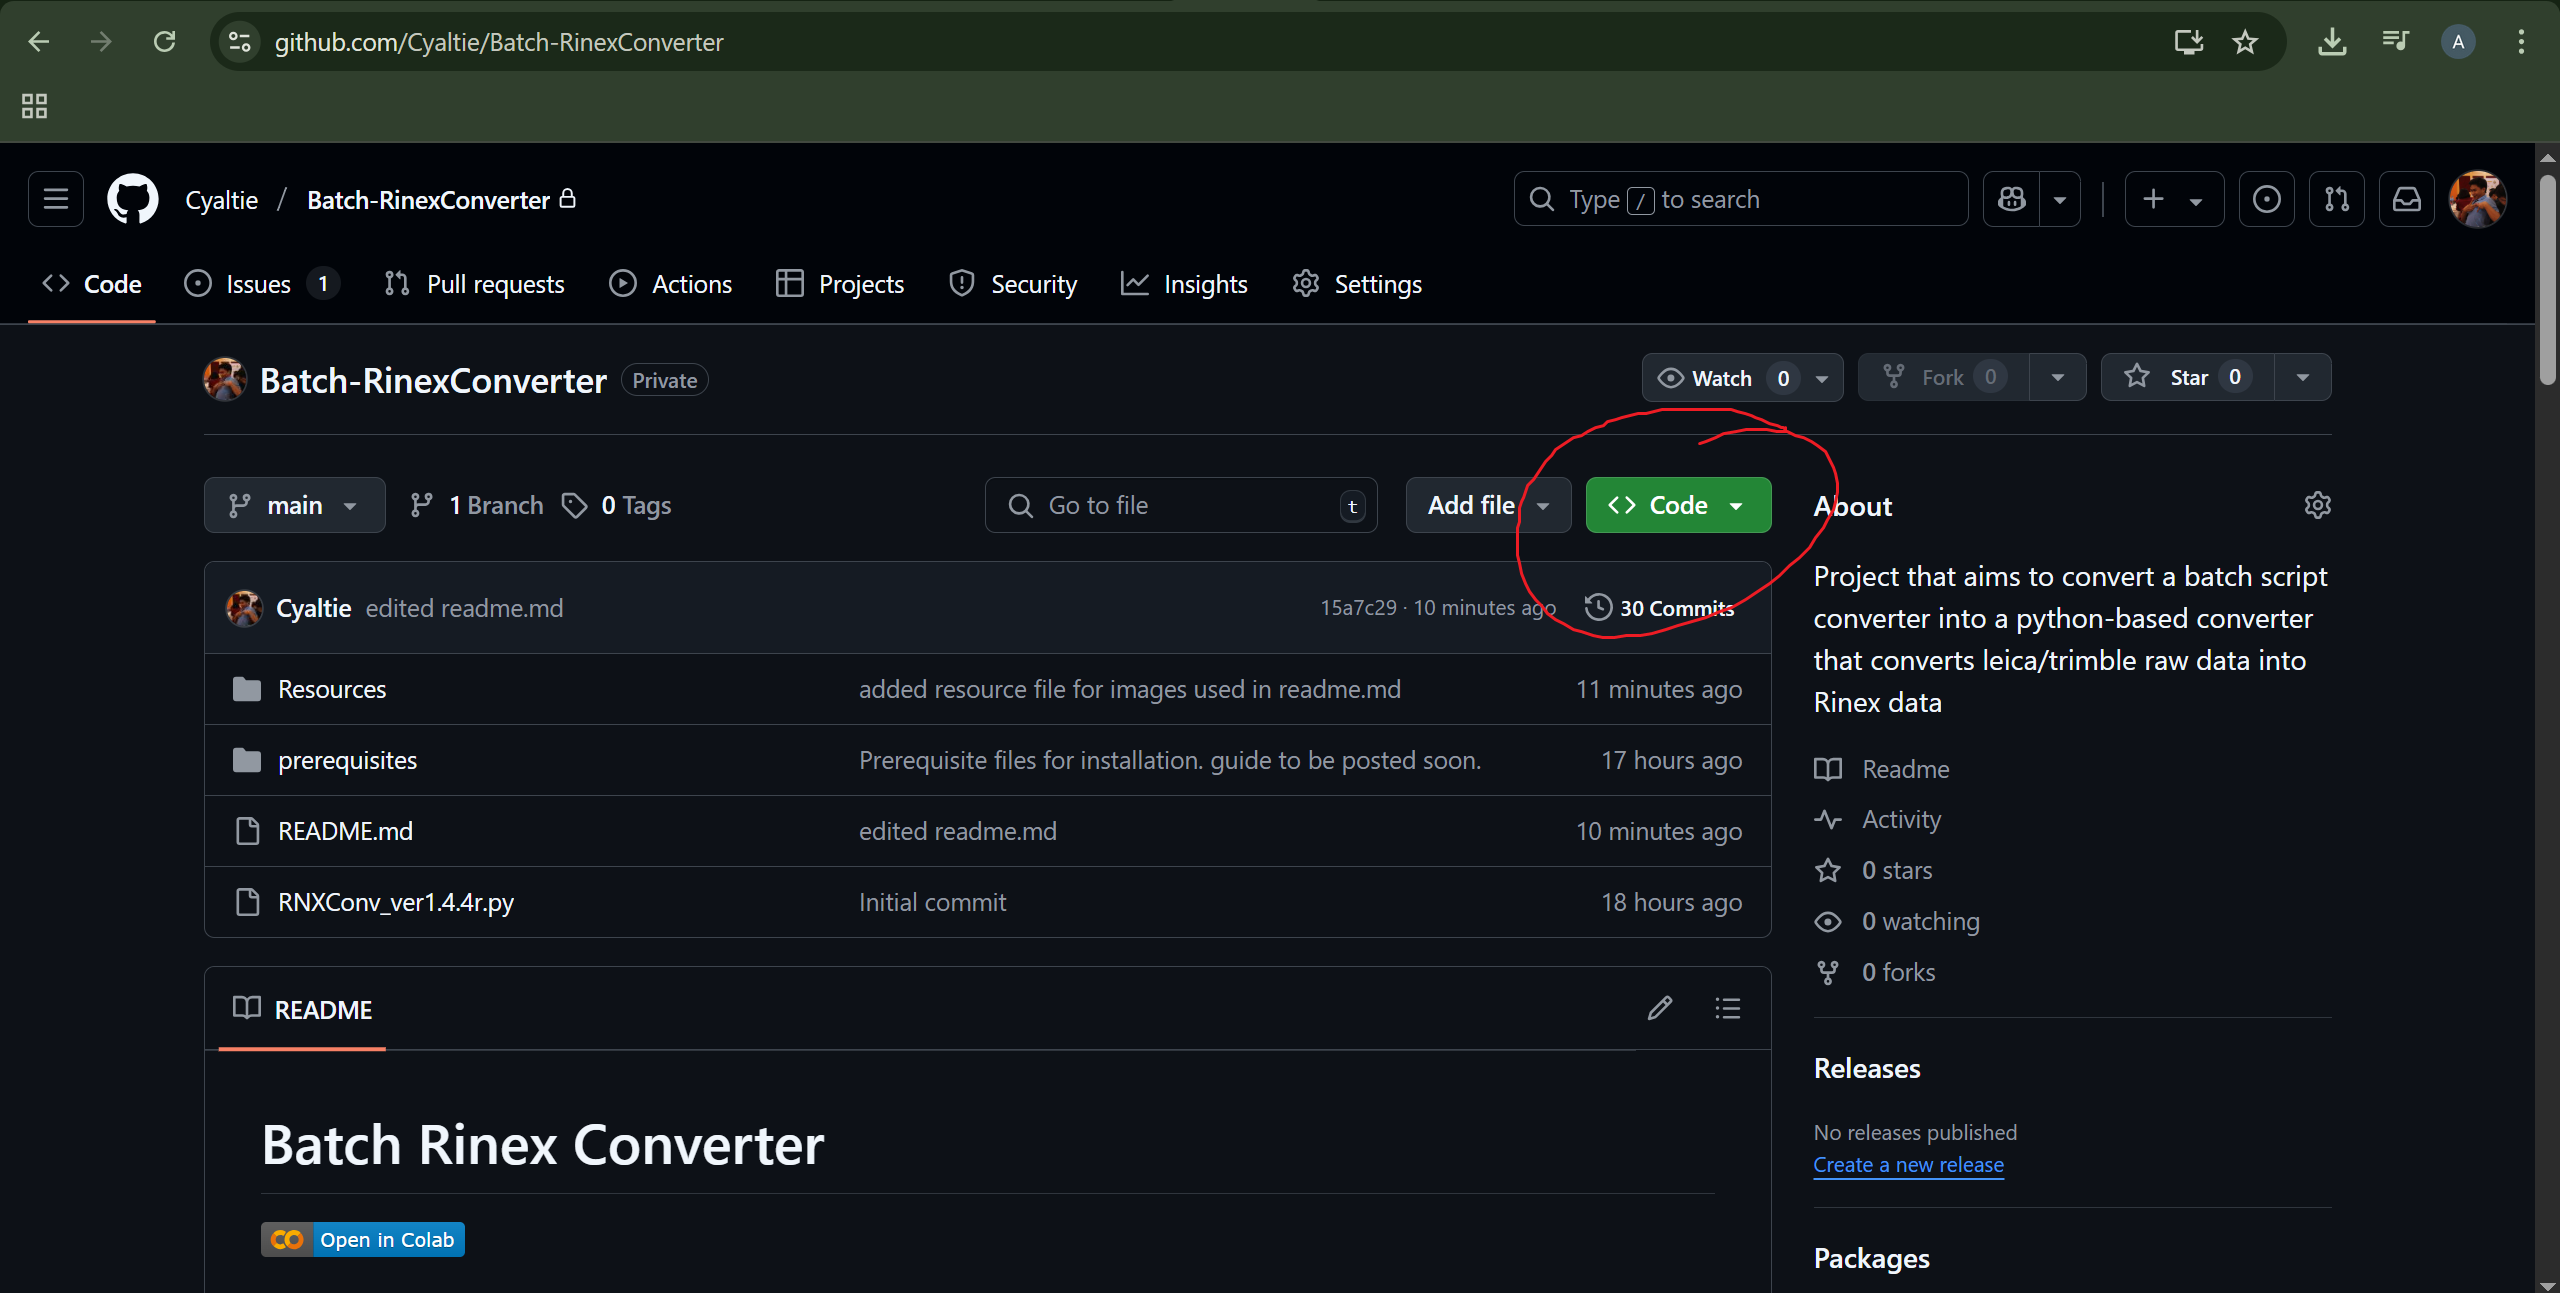 github.com/Cyaltie/Batch-RinexConverter
A
Cyaltie / Batch-RinexConverter
Type / to search
Code
Issues 1
Pull requests
Actions
Projects
Security
Insights
Settings
Batch-RinexConverter Private
Watch 0
Fork 0
Star 0
main
1 Branch
0 Tags
Go to file t
Add file
Code
Cyaltie edited readme.md
15a7c29 · 10 minutes ago
30 Commits
Resources added resource file for images used in readme.md 11 minutes ago
prerequisites Prerequisite files for installation. guide to be posted soon. 17 hours ago
README.md edited readme.md 10 minutes ago
RNXConv_ver1.4.4r.py Initial commit 18 hours ago
README
Batch Rinex Converter
Open in Colab
About
Project that aims to convert a batch script
converter into a python-based converter
that converts leica/trimble raw data into
Rinex data
Readme
Activity
0 stars
0 watching
0 forks
Releases
No releases published
Create a new release
Packages